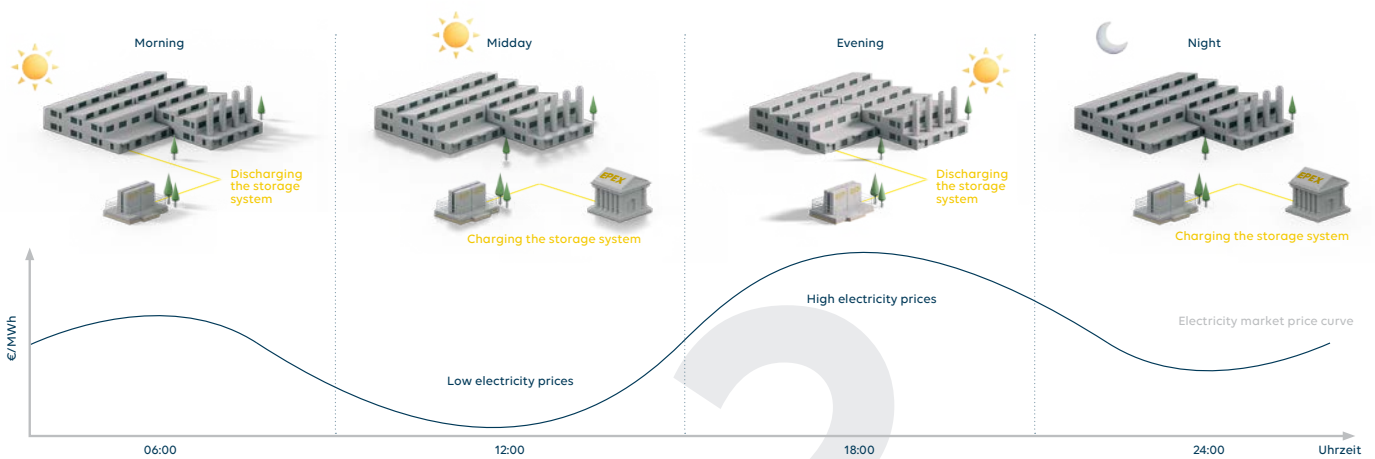 Morning
Midday
Evening
Night
Discharging
the storage
system
EPEX
Charging the storage system
Discharging
the storage
system
EPEX
Charging the storage system
€/MWh
Low electricity prices
High electricity prices
Electricity market price curve
2
06:00
12:00
18:00
24:00
Uhrzeit